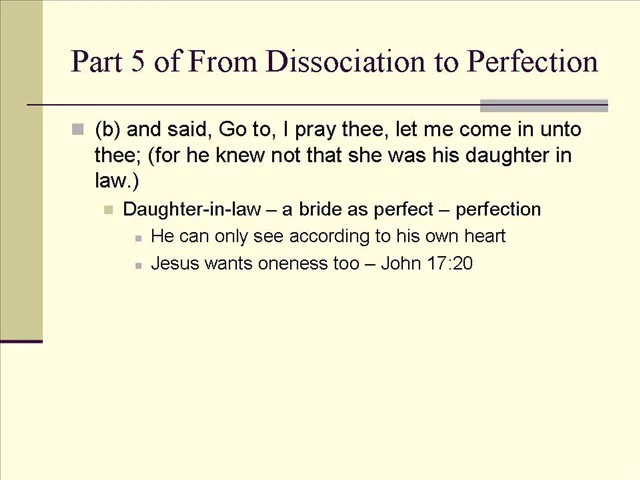 Part 5 of From Dissociation to Perfection
(b) and said, Go to, I pray thee, let me come in unto
thee; (for he knew not that she was his daughter in
law.)
Daughter-in-law – a bride as perfect – perfection
He can only see according to his own heart
Jesus wants oneness too – John 17:20